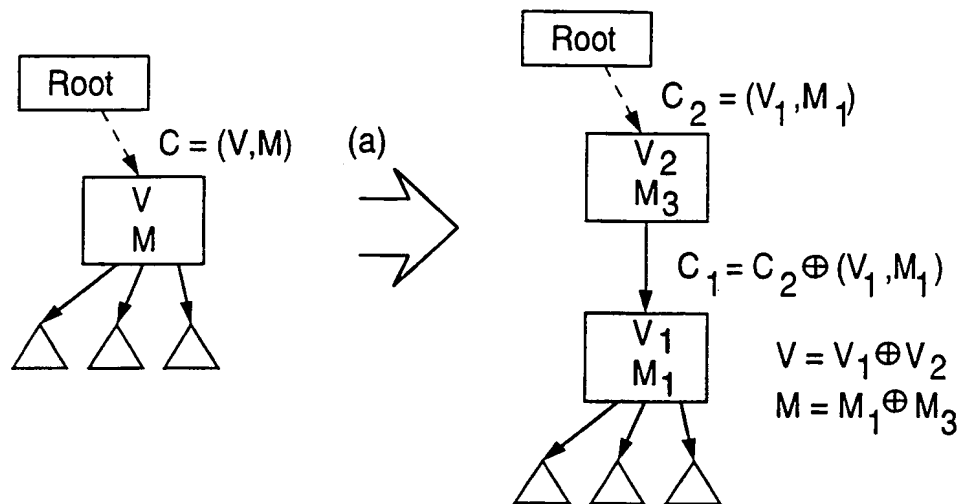 Root
C = (V,M)
V
M
(a)
Root
C₂ = (V₁,M₁)
V₂
M₃
C₁ = C₂ ⊕ (V₁,M₁)
V₁
M₁
V = V₁ ⊕ V₂
M = M₁ ⊕ M₃